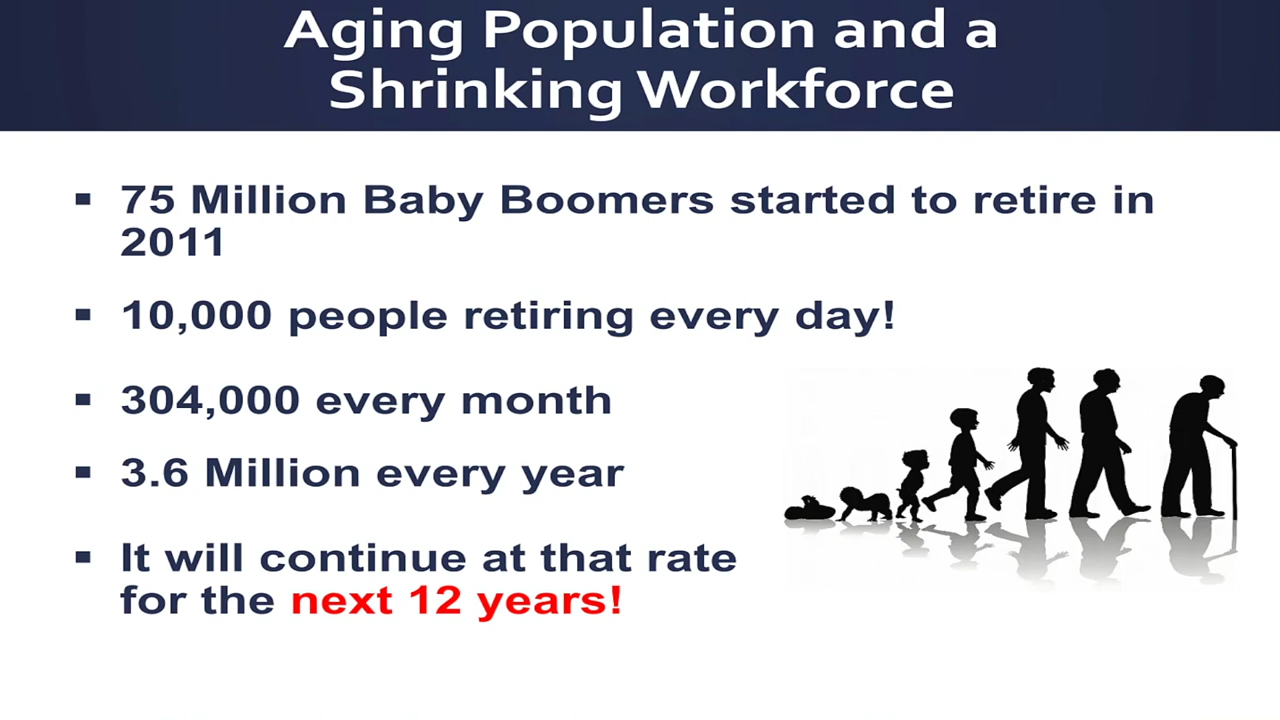 Aging Population and a
Shrinking Workforce
▪ 75 Million Baby Boomers started to retire in
2011
▪ 10,000 people retiring every day!
▪ 304,000 every month
▪ 3.6 Million every year
▪ It will continue at that rate
for the next 12 years!